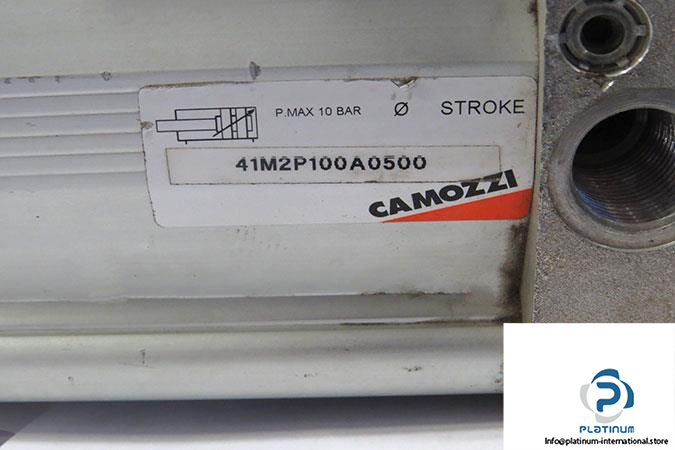 P.MAX 10 BAR Ø STROKE
41M2P100A0500
CAMOZZI
PLATINUM
Info@platinum-international.store